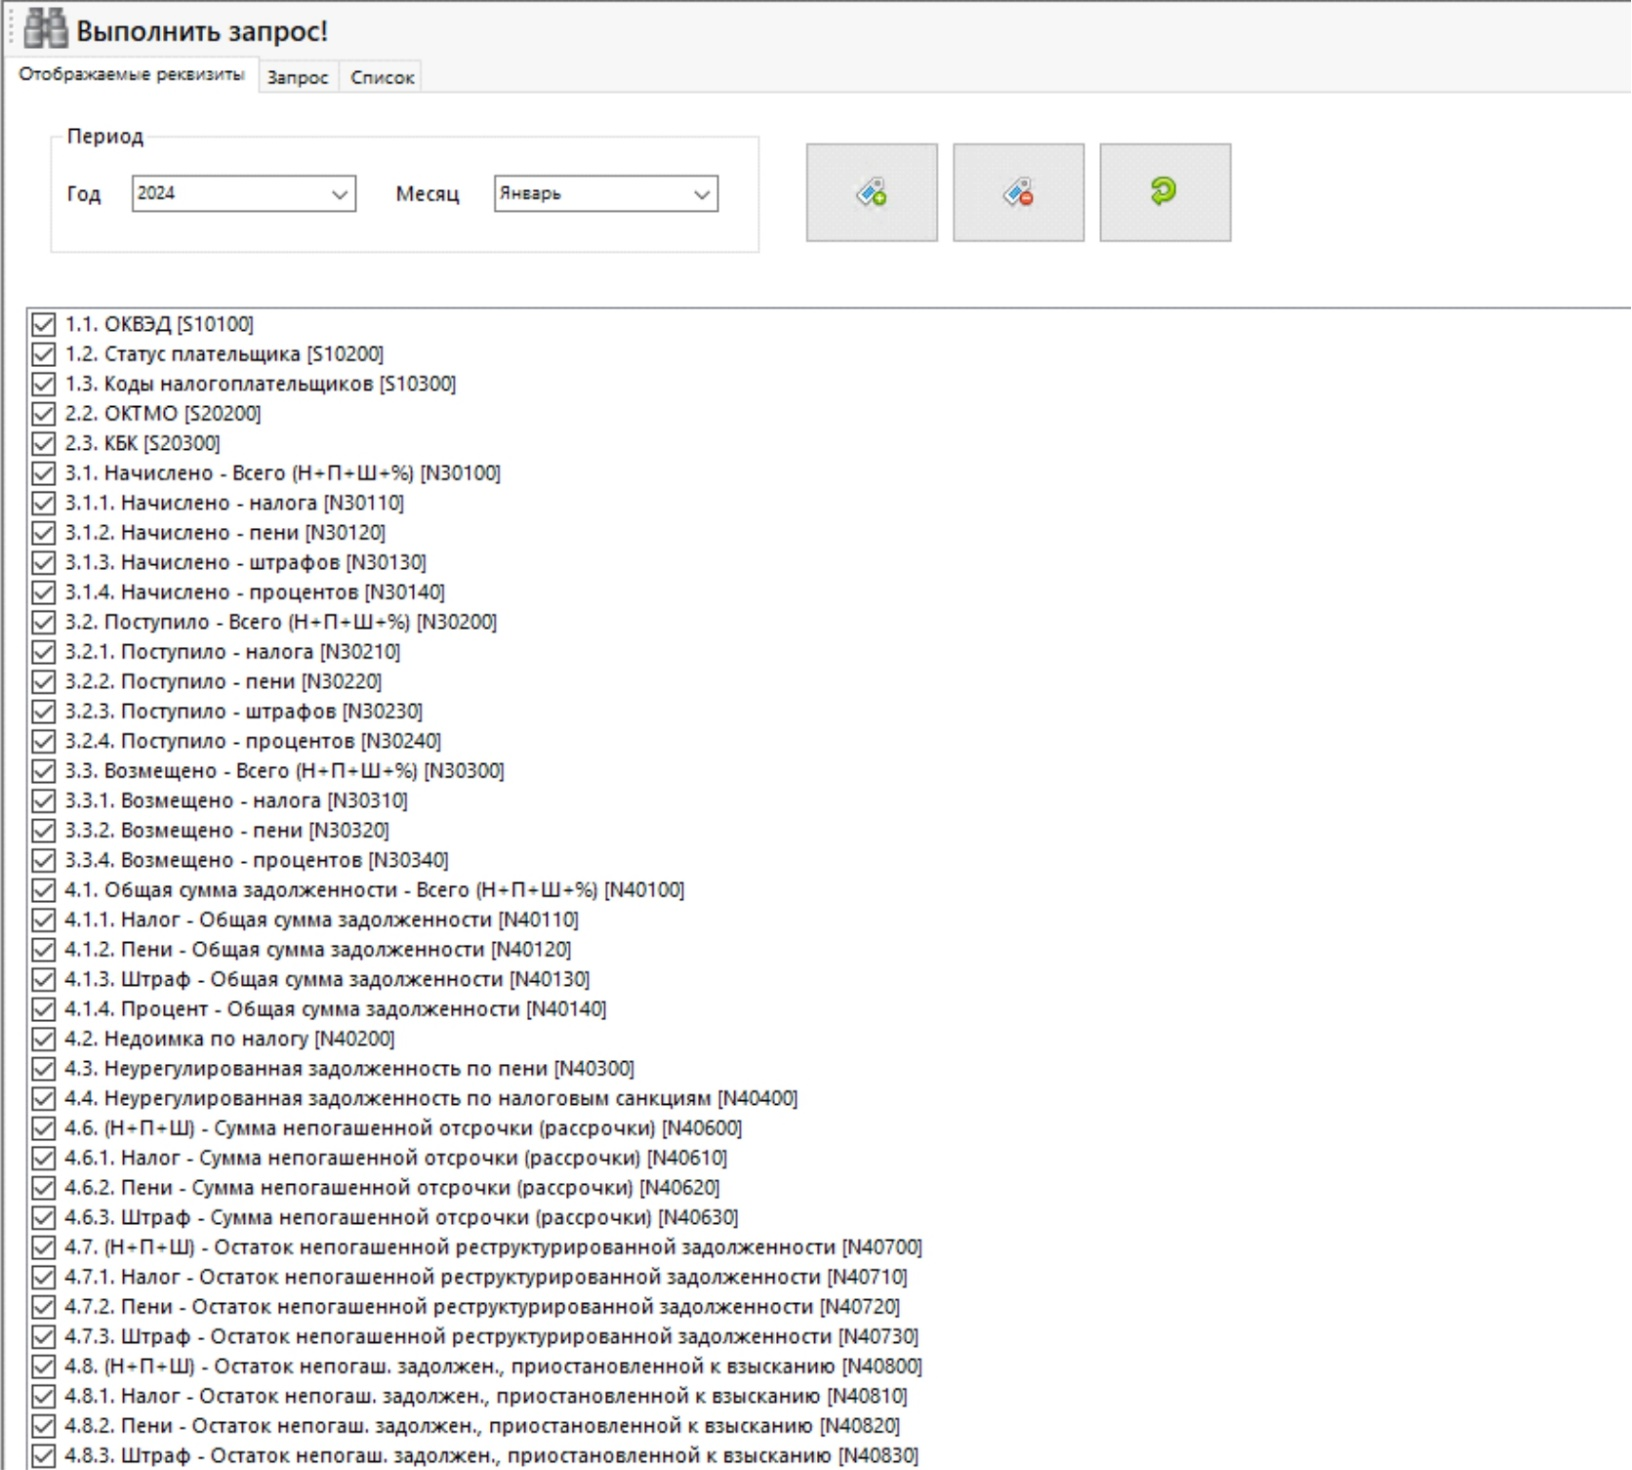 Выполнить запрос!
Отображаемые реквизиты Запрос Список
Период
Год 2024 Месяц Январь
1.1. ОКВЭД [S10100]
1.2. Статус плательщика [S10200]
1.3. Коды налогоплательщиков [S10300]
2.2. ОКТМО [S20200]
2.3. КБК [S20300]
3.1. Начислено - Всего (Н+П+Ш+%) [N30100]
3.1.1. Начислено - налога [N30110]
3.1.2. Начислено - пени [N30120]
3.1.3. Начислено - штрафов [N30130]
3.1.4. Начислено - процентов [N30140]
3.2. Поступило - Всего (Н+П+Ш+%) [N30200]
3.2.1. Поступило - налога [N30210]
3.2.2. Поступило - пени [N30220]
3.2.3. Поступило - штрафов [N30230]
3.2.4. Поступило - процентов [N30240]
3.3. Возмещено - Всего (Н+П+Ш+%) [N30300]
3.3.1. Возмещено - налога [N30310]
3.3.2. Возмещено - пени [N30320]
3.3.4. Возмещено - процентов [N30340]
4.1. Общая сумма задолженности - Всего (Н+П+Ш+%) [N40100]
4.1.1. Налог - Общая сумма задолженности [N40110]
4.1.2. Пени - Общая сумма задолженности [N40120]
4.1.3. Штраф - Общая сумма задолженности [N40130]
4.1.4. Процент - Общая сумма задолженности [N40140]
4.2. Недоимка по налогу [N40200]
4.3. Неурегулированная задолженность по пени [N40300]
4.4. Неурегулированная задолженность по налоговым санкциям [N40400]
4.6. (Н+П+Ш) - Сумма непогашенной отсрочки (рассрочки) [N40600]
4.6.1. Налог - Сумма непогашенной отсрочки (рассрочки) [N40610]
4.6.2. Пени - Сумма непогашенной отсрочки (рассрочки) [N40620]
4.6.3. Штраф - Сумма непогашенной отсрочки (рассрочки) [N40630]
4.7. (Н+П+Ш) - Остаток непогашенной реструктурированной задолженности [N40700]
4.7.1. Налог - Остаток непогашенной реструктурированной задолженности [N40710]
4.7.2. Пени - Остаток непогашенной реструктурированной задолженности [N40720]
4.7.3. Штраф - Остаток непогашенной реструктурированной задолженности [N40730]
4.8. (Н+П+Ш) - Остаток непогаш. задолжен., приостановленной к взысканию [N40800]
4.8.1. Налог - Остаток непогаш. задолжен., приостановленной к взысканию [N40810]
4.8.2. Пени - Остаток непогаш. задолжен., приостановленной к взысканию [N40820]
4.8.3. Штраф - Остаток непогаш. задолжен., приостановленной к взысканию [N40830]